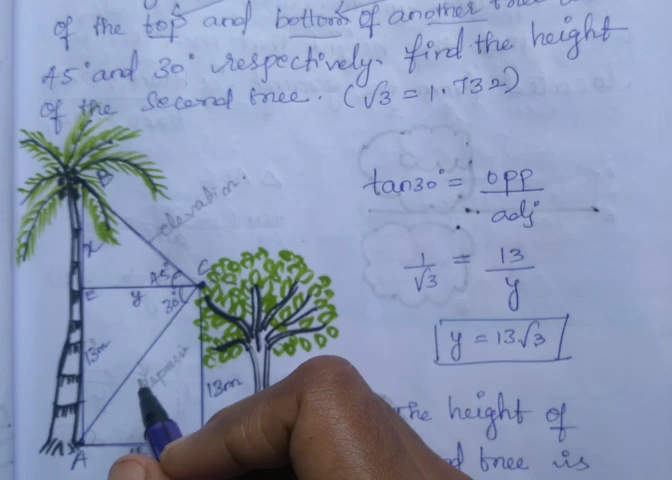 of the top and bottom of another tree
45° and 30° respectively. find the height
of the second tree. (√3 = 1.732)
B
elevation.
x
45°
C
E
y
30°
13m
13m
A
tan30° = opp
adj
1/√3 = 13/y
y = 13√3
The height of
tree is